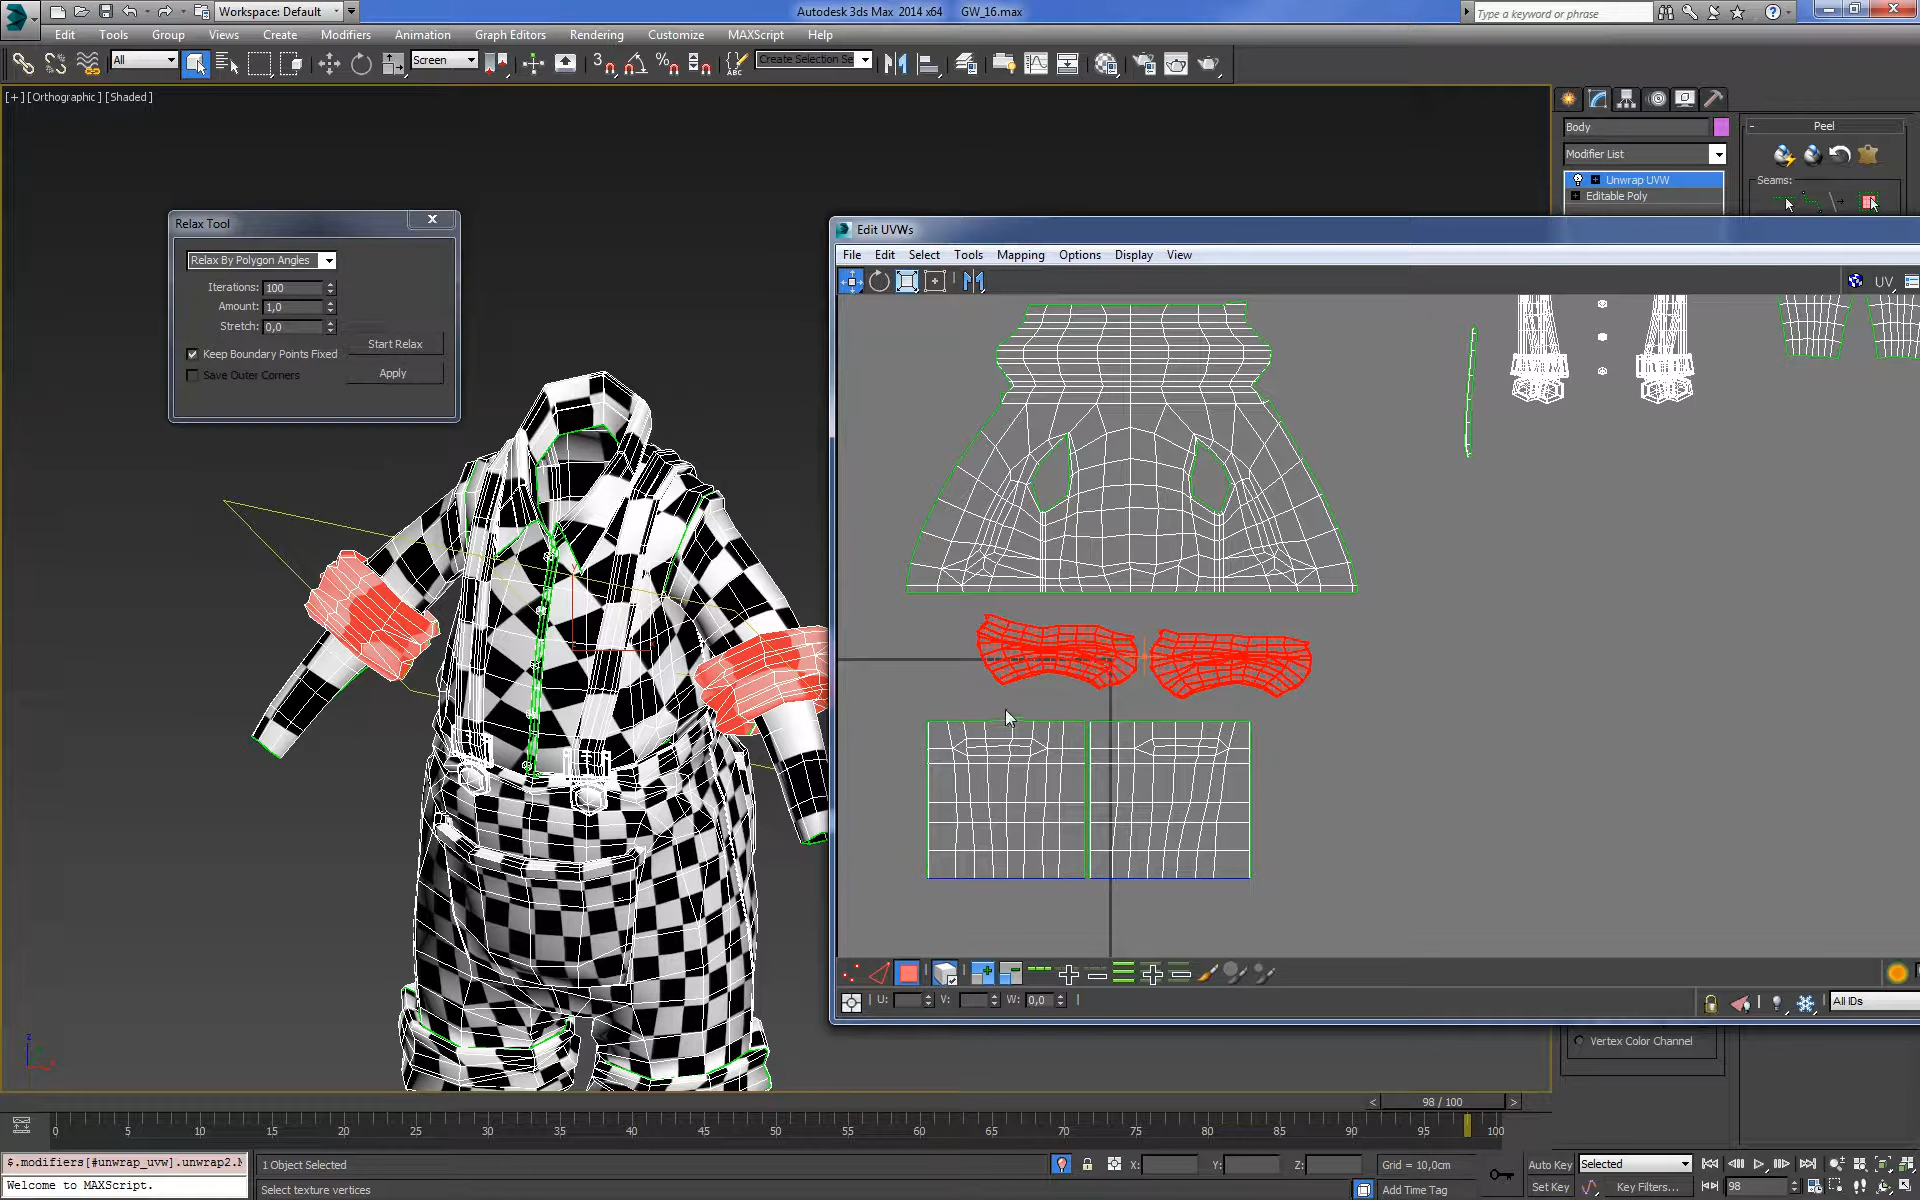 Workspace: Default
Autodesk 3ds Max 2014 x64 GW_16.max
Type a keyword or phrase
Edit Tools Group Views Create Modifiers Animation Graph Editors Rendering Customize MAXScript Help
All
Screen
Create Selection Se
[+] [Orthographic] [Shaded]
Body
Modifier List
Unwrap UVW
Editable Poly
Peel
Seams:
Relax Tool
Relax By Polygon Angles
Iterations: 100
Amount: 1,0
Stretch: 0,0
Start Relax
Keep Boundary Points Fixed
Apply
Save Outer Corners
Edit UVWs
File Edit Select Tools Mapping Options Display View
UV
U: V: W: 0,0
All IDs
Vertex Color Channel
98 / 100
0 5 10 15 20 25 30 35 40 45 50 55 60 65 70 75 80 85 90 95 100
$.modifiers[#unwrap_uvw].unwrap2.
Welcome to MAXScript.
1 Object Selected
Select texture vertices
X: Y: Z:
Grid = 10,0cm
Add Time Tag
Auto Key
Selected
Set Key
Key Filters...
98